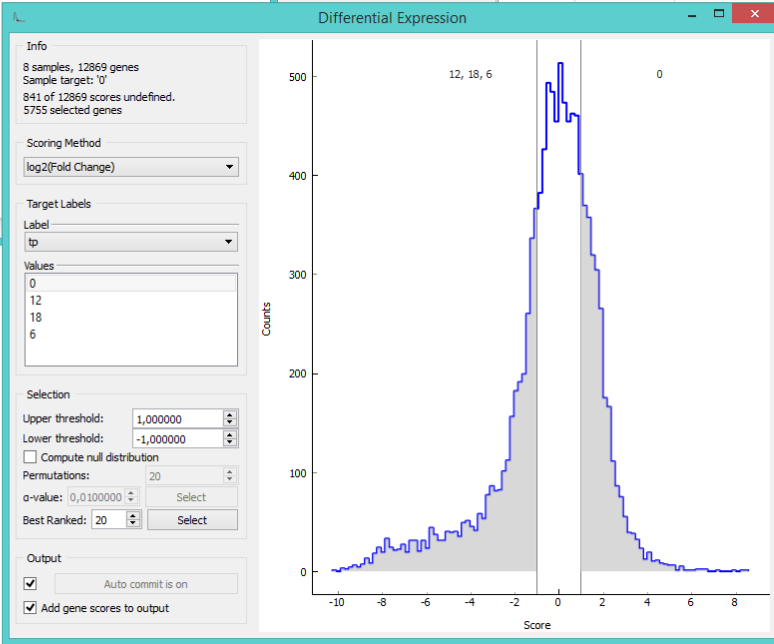 Differential Expression
Info
8 samples, 12869 genes
Sample target: '0'
841 of 12869 scores undefined.
5755 selected genes
Scoring Method
log2(Fold Change)
Target Labels
Label
tp
Values
0
12
18
6
Selection
Upper threshold: 1,000000
Lower threshold: -1,000000
Compute null distribution
Permutations: 20
α-value: 0,0100000 Select
Best Ranked: 20 Select
Output
Auto commit is on
Add gene scores to output
12, 18, 6 0
500
400
300
200
100
0
Counts
-10 -8 -6 -4 -2 0 2 4 6 8
Score